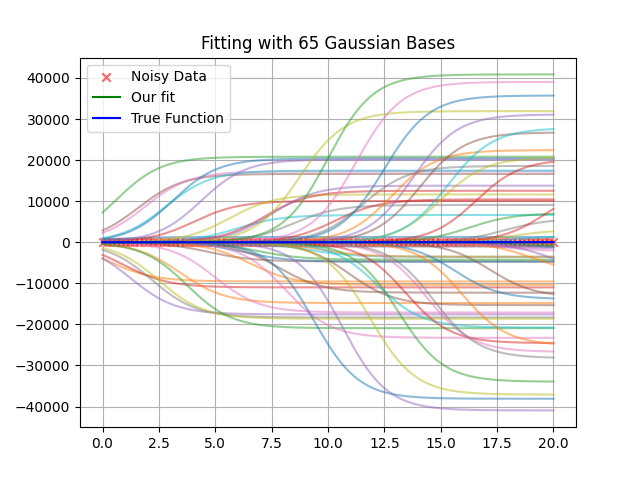 Fitting with 65 Gaussian Bases
Noisy Data
Our fit
True Function
40000
30000
20000
10000
0
−10000
−20000
−30000
−40000
0.0 2.5 5.0 7.5 10.0 12.5 15.0 17.5 20.0